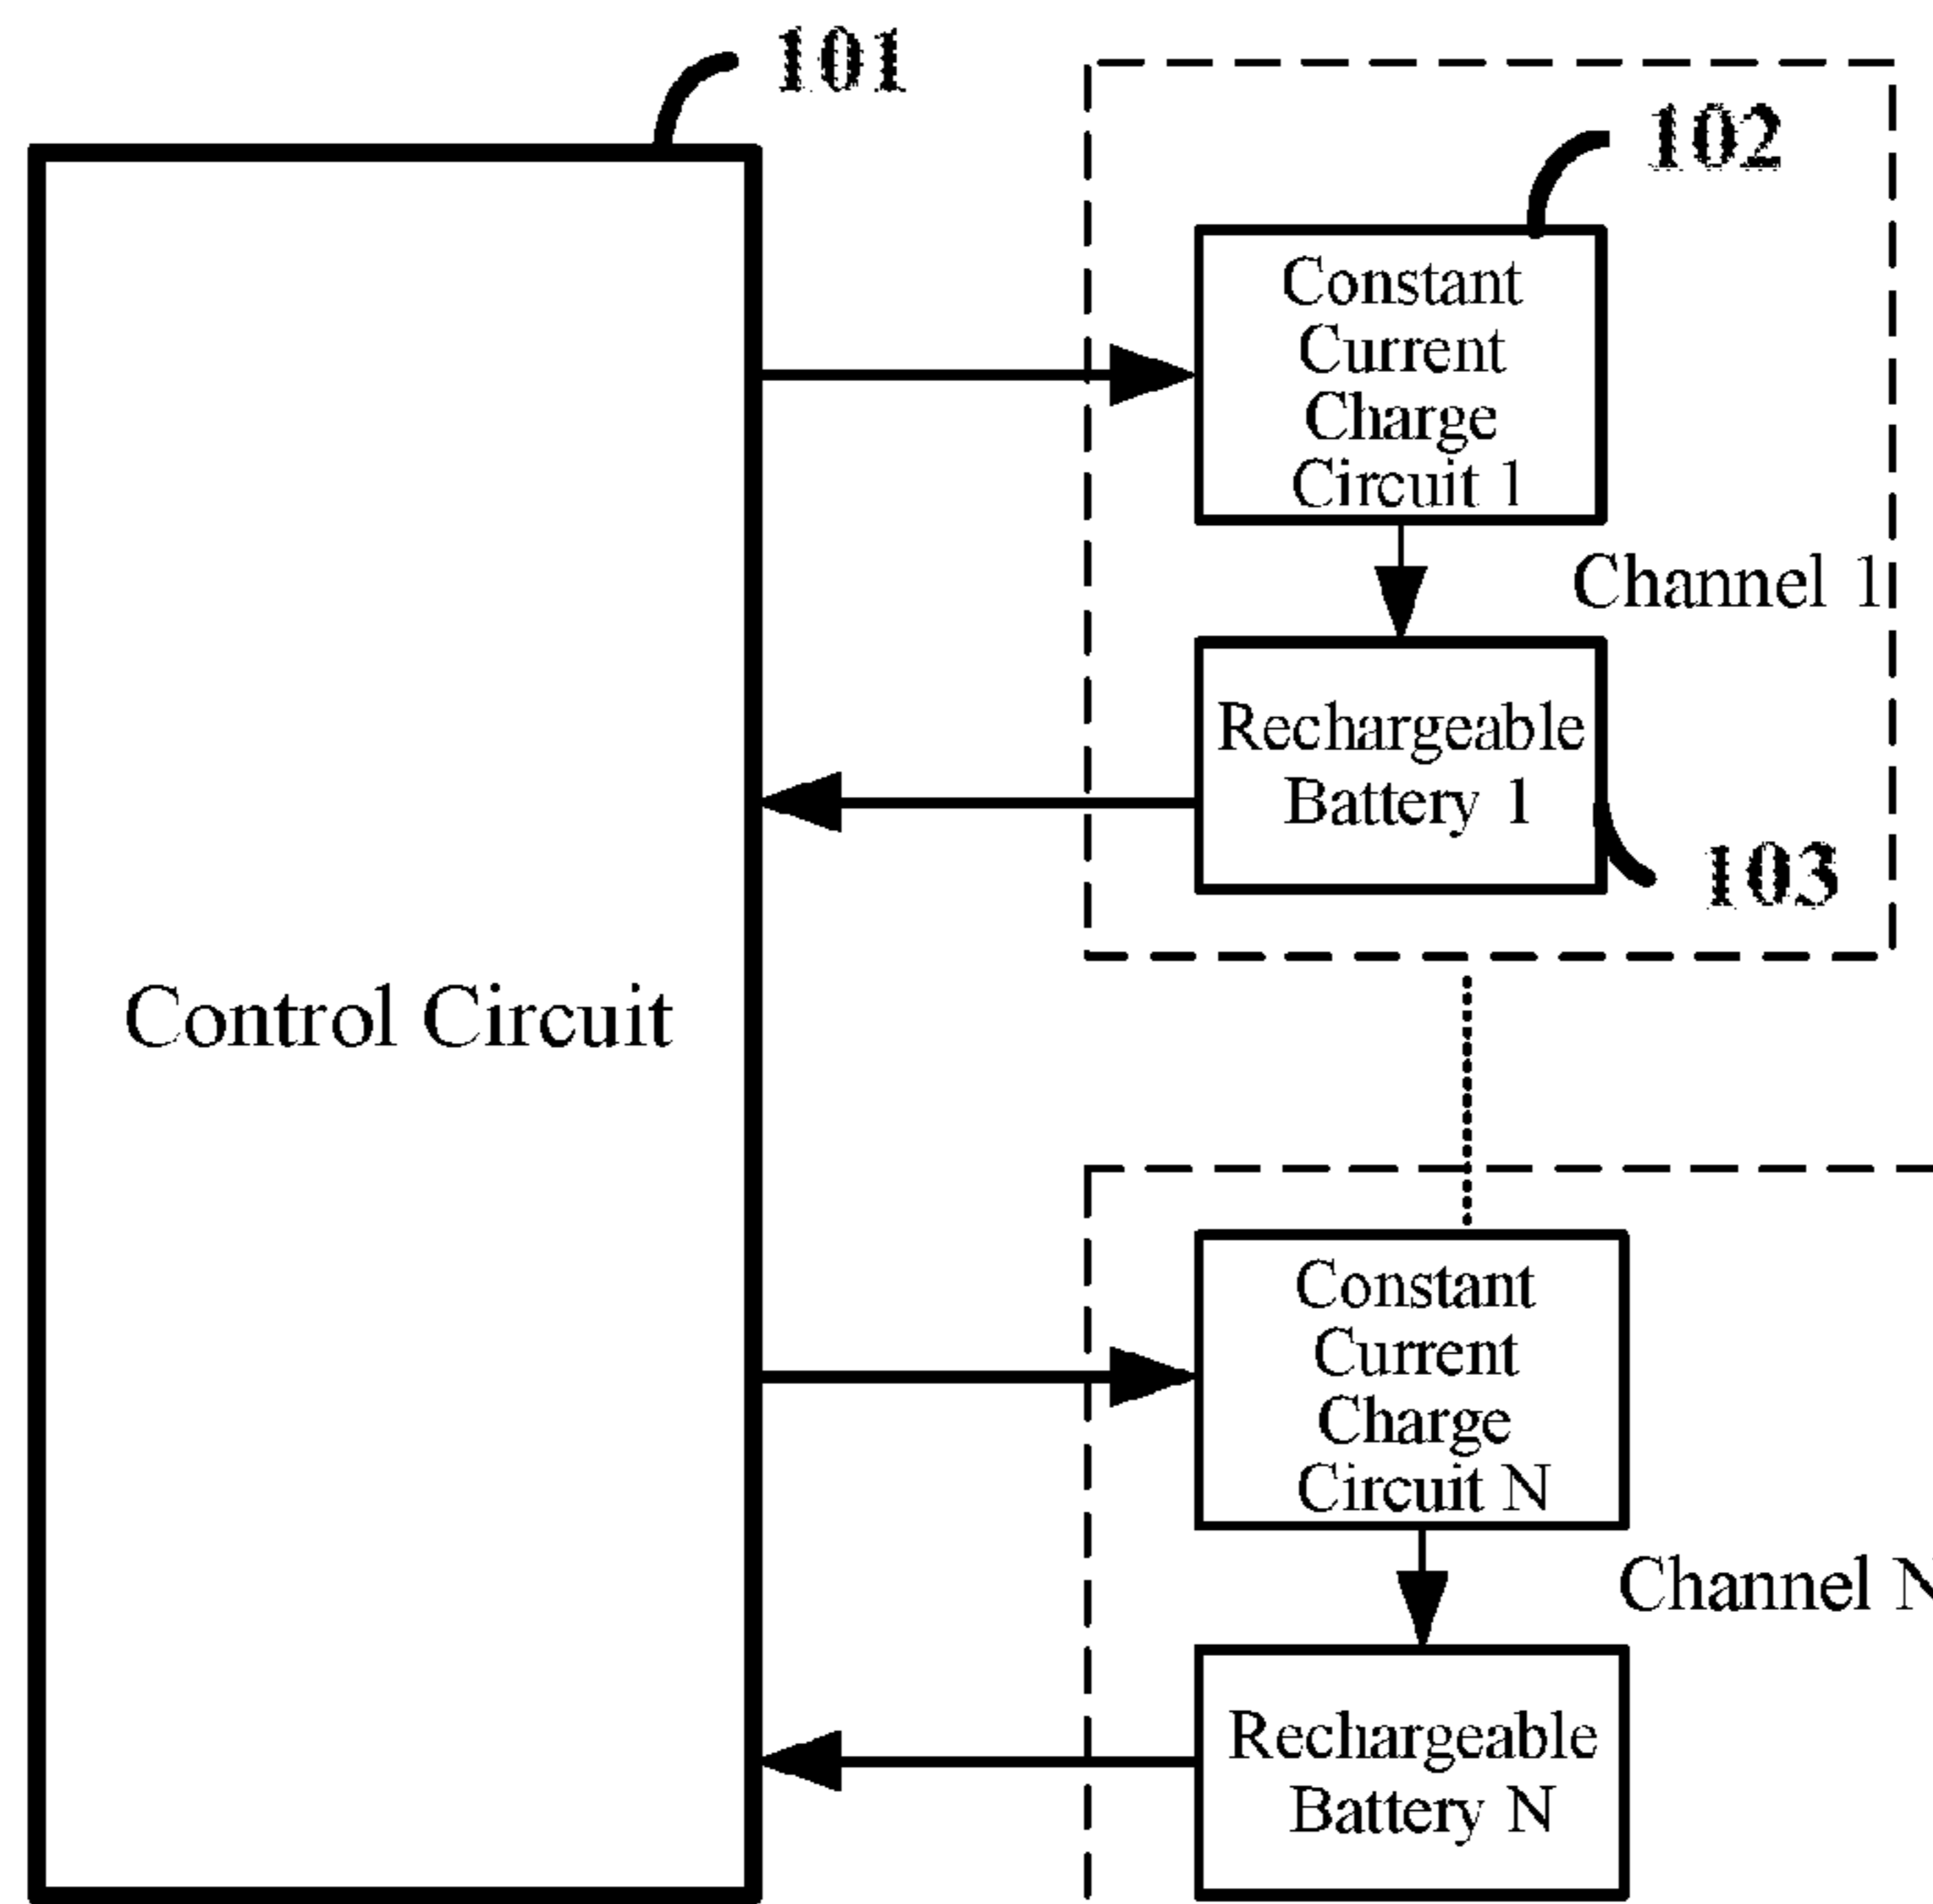 101
102
Constant
Current
Charge
Circuit 1
Channel 1
Rechargeable
Battery 1
103
Control Circuit
Constant
Current
Charge
Circuit N
Channel N
Rechargeable
Battery N